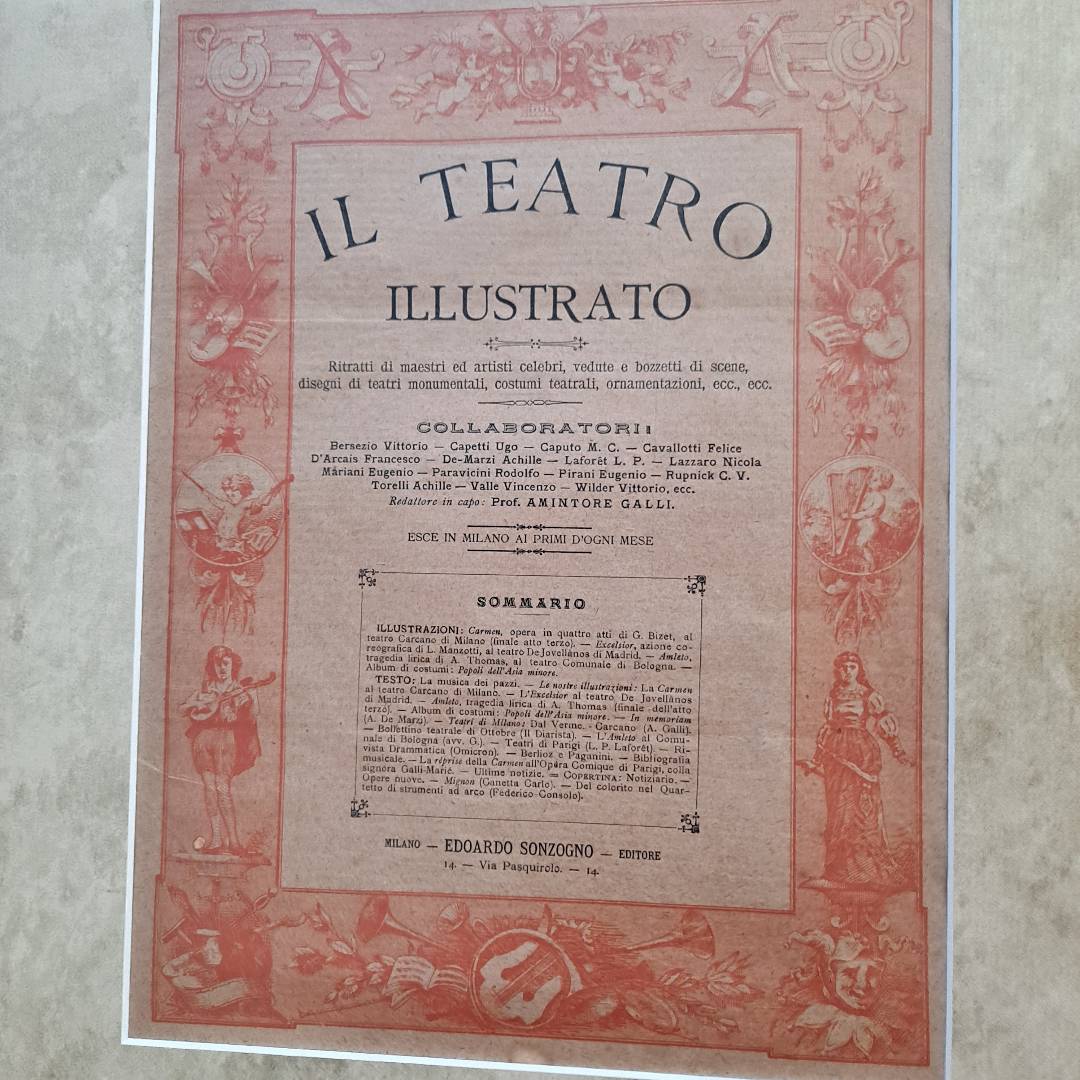 IL TEATRO
ILLUSTRATO
Ritratti di maestri ed artisti celebri, vedute e bozzetti di scene,
disegni di teatri monumentali, costumi teatrali, ornamentazioni, ecc., ecc.
COLLABORATORI:
Bersezio Vittorio — Capetti Ugo — Caputo M. C. — Cavallotti Felice
D'Arcais Francesco — De-Marzi Achille — Laforêt L. P. — Lazzaro Nicola
Mariani Eugenio — Paravicini Rodolfo — Pirani Eugenio — Rupnick C. V.
Torelli Achille — Valle Vincenzo — Wilder Vittorio, ecc.
Redattore in capo: Prof. AMINTORE GALLI.
ESCE IN MILANO AI PRIMI D'OGNI MESE
SOMMARIO
ILLUSTRAZIONI: Carmen, opera in quattro atti di G. Bizet, al
teatro Carcano di Milano (finale atto terzo). — Excelsior, azione co-
reografica di L. Manzotti, al teatro De Jovellanos di Madrid. — Amleto,
tragedia lirica di A. Thomas, al teatro Comunale di Bologna. —
Album di costumi: Popoli dell'Asia minore.
TESTO: La musica dei pazzi. — Le nostre illustrazioni: La Carmen
al teatro Carcano di Milano. — L'Excelsior al teatro De Jovellanos
di Madrid. — Amleto, tragedia lirica di A. Thomas (finale dell'atto
terzo). — Album di costumi: Popoli dell'Asia minore. — In memoriam
(A. De Marzi). — Teatri di Milano: Dal Verme. - Carcano (A. Galli).
— Bollettino teatrale di Ottobre (Il Diarista). — L'Amleto al Comu-
nale di Bologna (avv. G.). — Teatri di Parigi (L. P. Laforêt). — Ri-
vista Drammatica (Omicron). — Berlioz e Paganini. — Bibliografia
musicale. — La réprise della Carmen all'Opéra Comique di Parigi, colla
signora Galli-Marié. — Ultime notizie. = COPERTINA: Notiziario. —
Opere nuove. — Mignon (Canetta Carlo). — Del colorito nel Quar-
tetto di strumenti ad arco (Federico Consolo).
MILANO — EDOARDO SONZOGNO — EDITORE
14. — Via Pasquirolo. — 14.